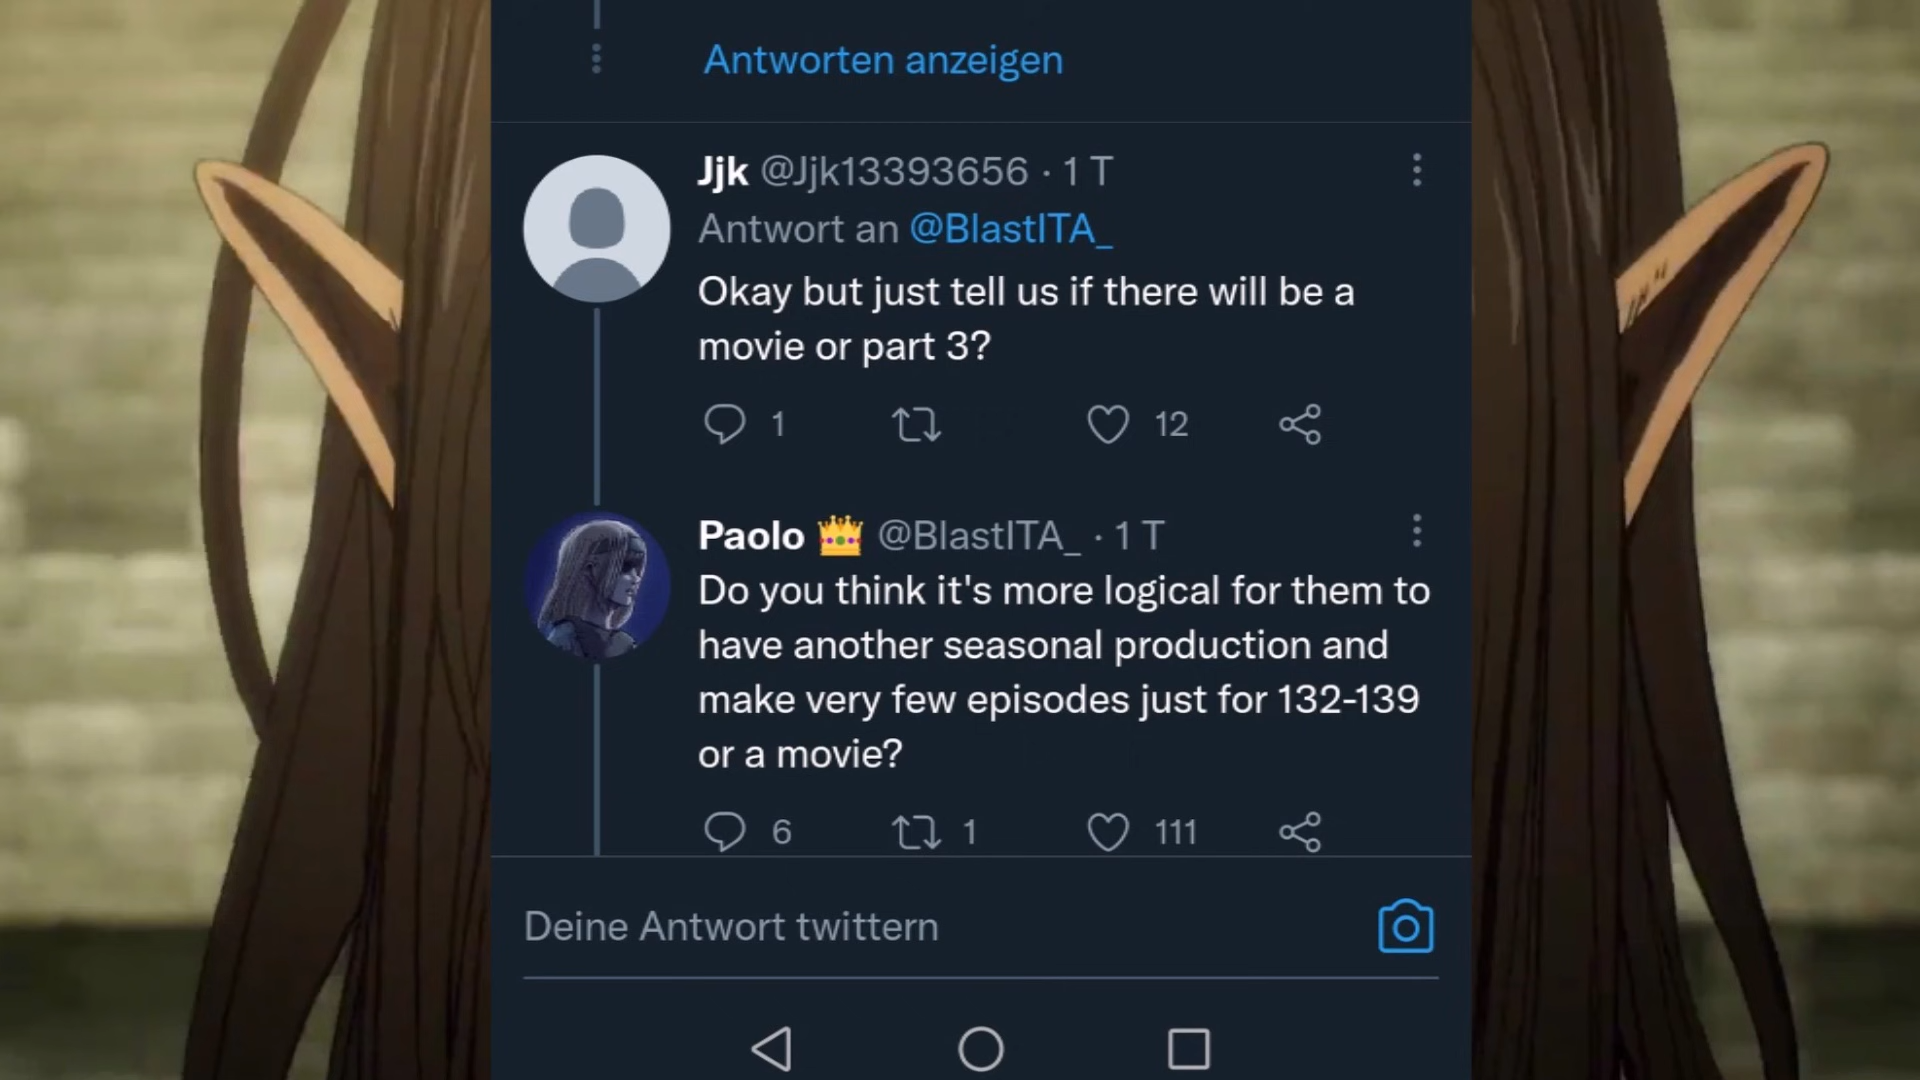 Antworten anzeigen
Jjk @Jjk13393656 · 1 T
Antwort an @BlastITA_
Okay but just tell us if there will be a
movie or part 3?
1 12
Paolo 👑 @BlastITA_ · 1 T
Do you think it's more logical for them to
have another seasonal production and
make very few episodes just for 132-139
or a movie?
6 1 111
Deine Antwort twittern